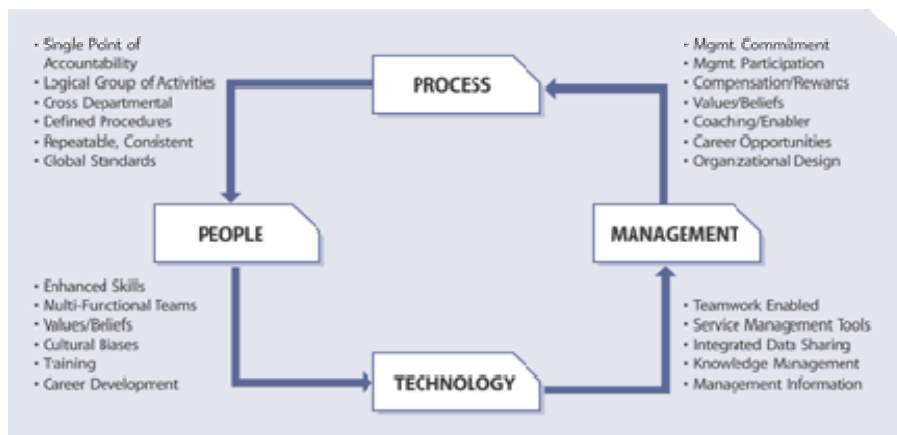 • Single Point of
Accountability
• Logical Group of Activities
• Cross Departmental
• Defined Procedures
• Repeatable, Consistent
• Global Standards
PROCESS
• Mgmt. Commitment
• Mgmt. Participation
• Compensation/Rewards
• Values/Beliefs
• Coaching/Enabler
• Career Opportunities
• Organzational Design
PEOPLE
MANAGEMENT
• Enhanced Skills
• Multi-Functional Teams
• Values/Beliefs
• Cultural Biases
• Training
• Career Development
TECHNOLOGY
• Teamwork Enabled
• Service Management Tools
• Integrated Data Sharing
• Knowledge Management
• Management Information